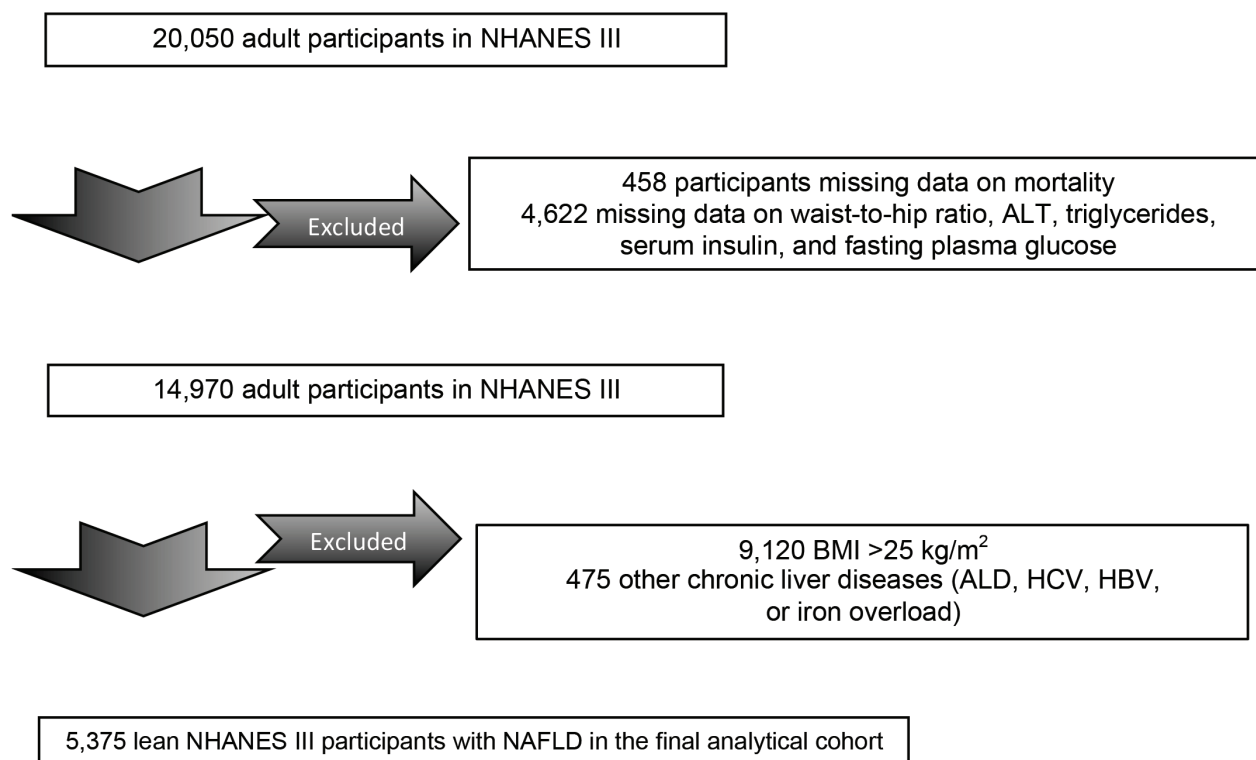 20,050 adult participants in NHANES III
Excluded
458 participants missing data on mortality
4,622 missing data on waist-to-hip ratio, ALT, triglycerides,
serum insulin, and fasting plasma glucose
14,970 adult participants in NHANES III
Excluded
9,120 BMI >25 kg/m²
475 other chronic liver diseases (ALD, HCV, HBV,
or iron overload)
5,375 lean NHANES III participants with NAFLD in the final analytical cohort